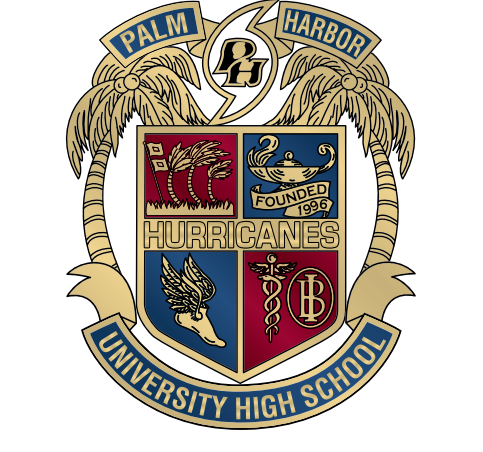 PALM HARBOR
PH
FOUNDED
1996
HURRICANES
IB
UNIVERSITY HIGH SCHOOL